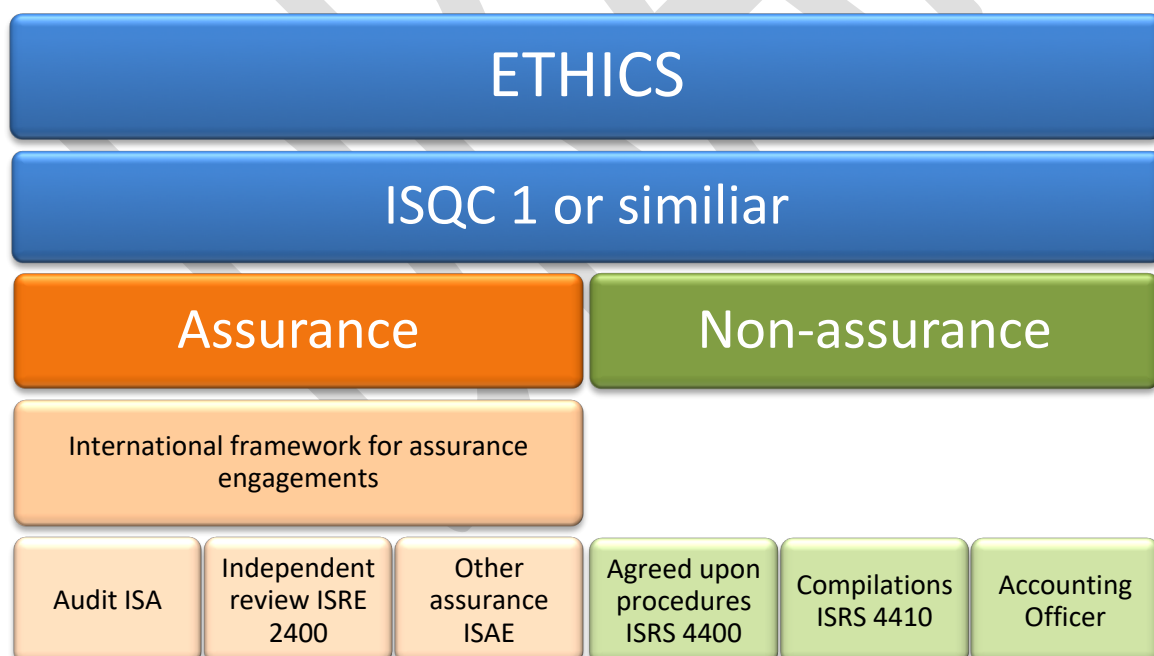 ETHICS
ISQC 1 or similiar
Assurance
Non-assurance
International framework for assurance
engagements
Audit ISA
Independent
review ISRE
2400
Other
assurance
ISAE
Agreed upon
procedures
ISRS 4400
Compilations
ISRS 4410
Accounting
Officer